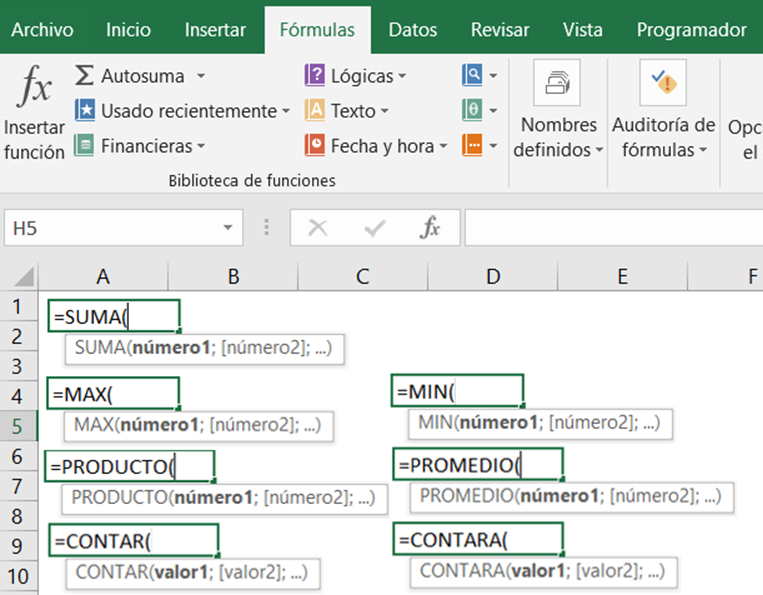 Archivo Inicio Insertar Fórmulas Datos Revisar Vista Programador
fx Insertar función
Σ Autosuma
Usado recientemente
Financieras
? Lógicas
A Texto
Fecha y hora
θ
Biblioteca de funciones
Nombres definidos
Auditoría de fórmulas
Opc
el
H5
fx
A B C D E F
1
=SUMA(
2
SUMA(número1; [número2]; ...)
3
4
=MAX( =MIN(
5
MAX(número1; [número2]; ...) MIN(número1; [número2]; ...)
6
=PRODUCTO( =PROMEDIO(
7
PRODUCTO(número1; [número2]; ...) PROMEDIO(número1; [número2]; ...)
8
9
=CONTAR( =CONTARA(
10
CONTAR(valor1; [valor2]; ...) CONTARA(valor1; [valor2]; ...)